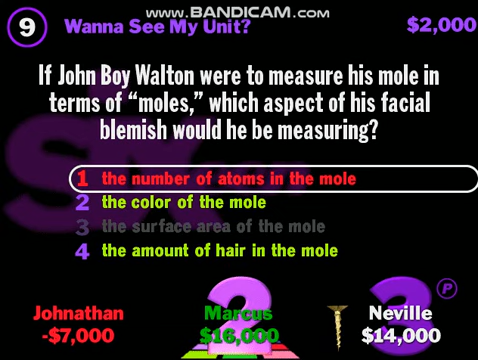 www.BANDICAM.com
9 Wanna See My Unit? $2,000
If John Boy Walton were to measure his mole in
terms of “moles,” which aspect of his facial
blemish would he be measuring?
1 the number of atoms in the mole
2 the color of the mole
3 the surface area of the mole
4 the amount of hair in the mole
Johnathan Marcus Neville P
-$7,000 $16,000 $14,000
2 3